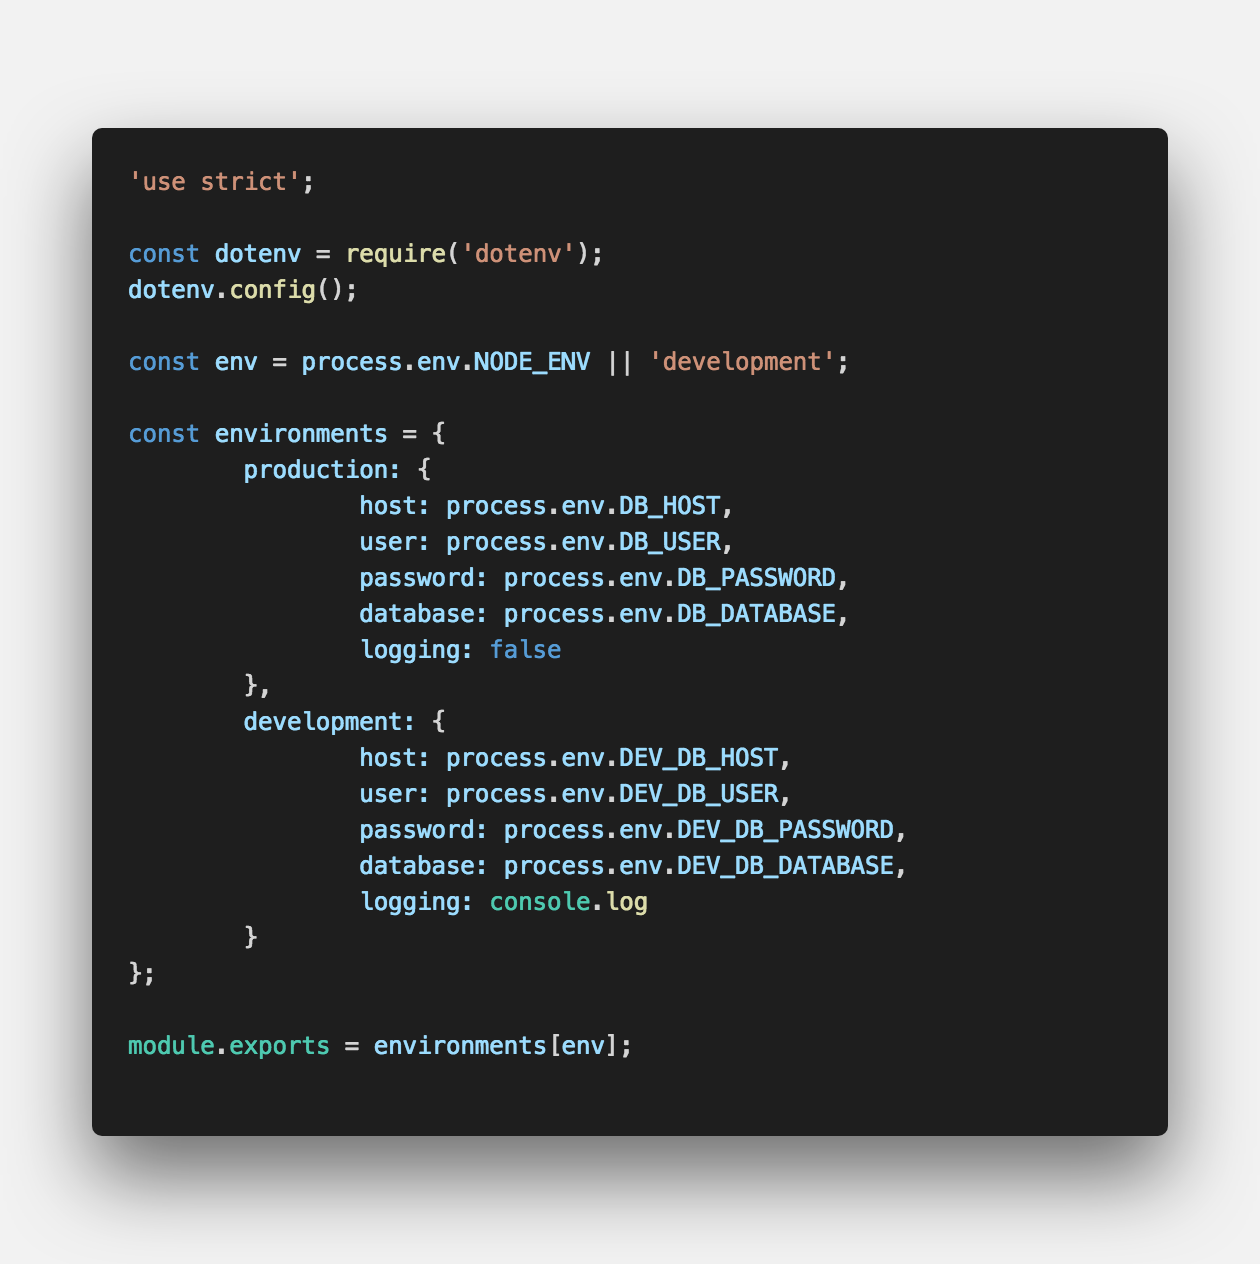 'use strict';

const dotenv = require('dotenv');
dotenv.config();

const env = process.env.NODE_ENV || 'development';

const environments = {
        production: {
                host: process.env.DB_HOST,
                user: process.env.DB_USER,
                password: process.env.DB_PASSWORD,
                database: process.env.DB_DATABASE,
                logging: false
        },
        development: {
                host: process.env.DEV_DB_HOST,
                user: process.env.DEV_DB_USER,
                password: process.env.DEV_DB_PASSWORD,
                database: process.env.DEV_DB_DATABASE,
                logging: console.log
        }
};

module.exports = environments[env];